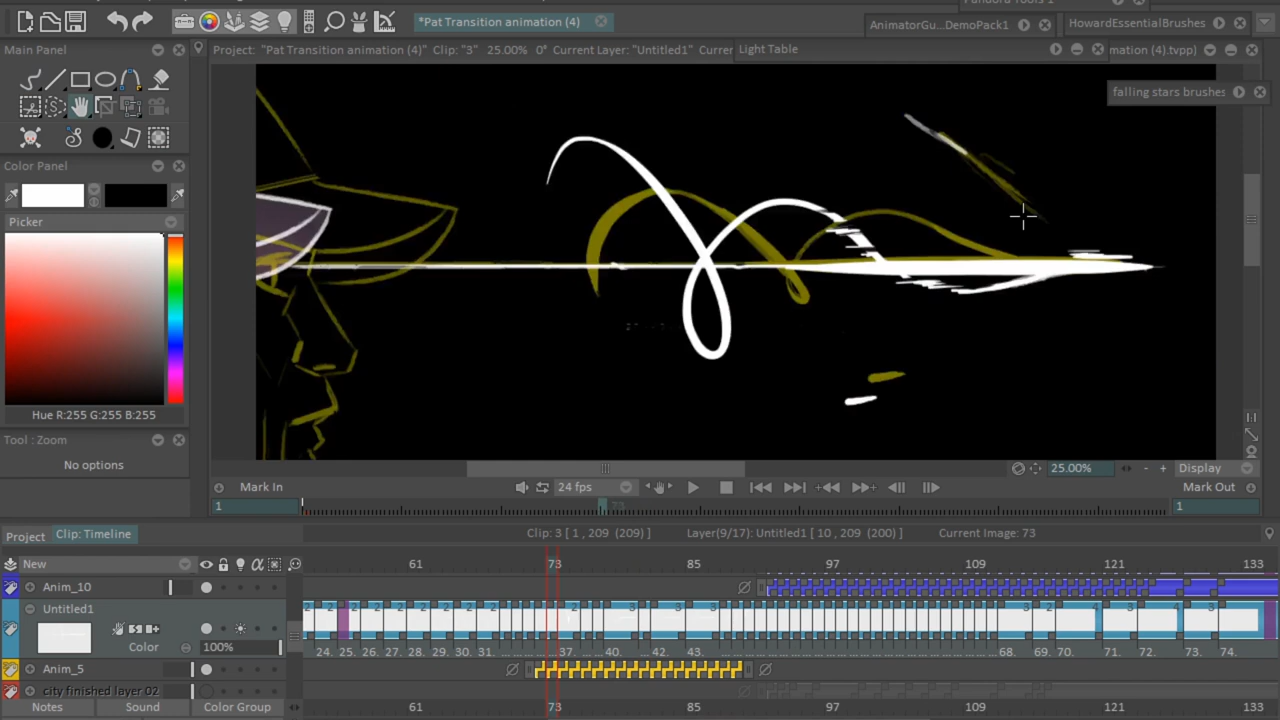 Pandora Tools 1
*Pat Transition animation (4)
AnimatorGu...DemoPack1
HowardEssentialBrushes
Main Panel
Project: "Pat Transition animation (4)" Clip: "3" 25.00% 0° Current Layer: "Untitled1" Currer
Light Table
mation (4).tvpp)
falling stars brushes
Color Panel
Picker
Hue R:255 G:255 B:255
Tool : Zoom
No options
25.00%
Display
Mark In
24 fps
Mark Out
1
73
1
Project
Clip: Timeline
Clip: 3 [ 1 , 209 (209) ]
Layer(9/17): Untitled1 [ 10 , 209 (200) ]
Current Image: 73
New
61 73 85 97 109 121 133
Anim_10
Untitled1
Color
100%
24. 25. 26. 27. 28. 29. 30. 31. 37. 40. 42. 43. 68. 69. 70. 71. 72. 73. 74.
Anim_5
city finished layer 02
Notes Sound Color Group
61 73 85 97 109 121 133